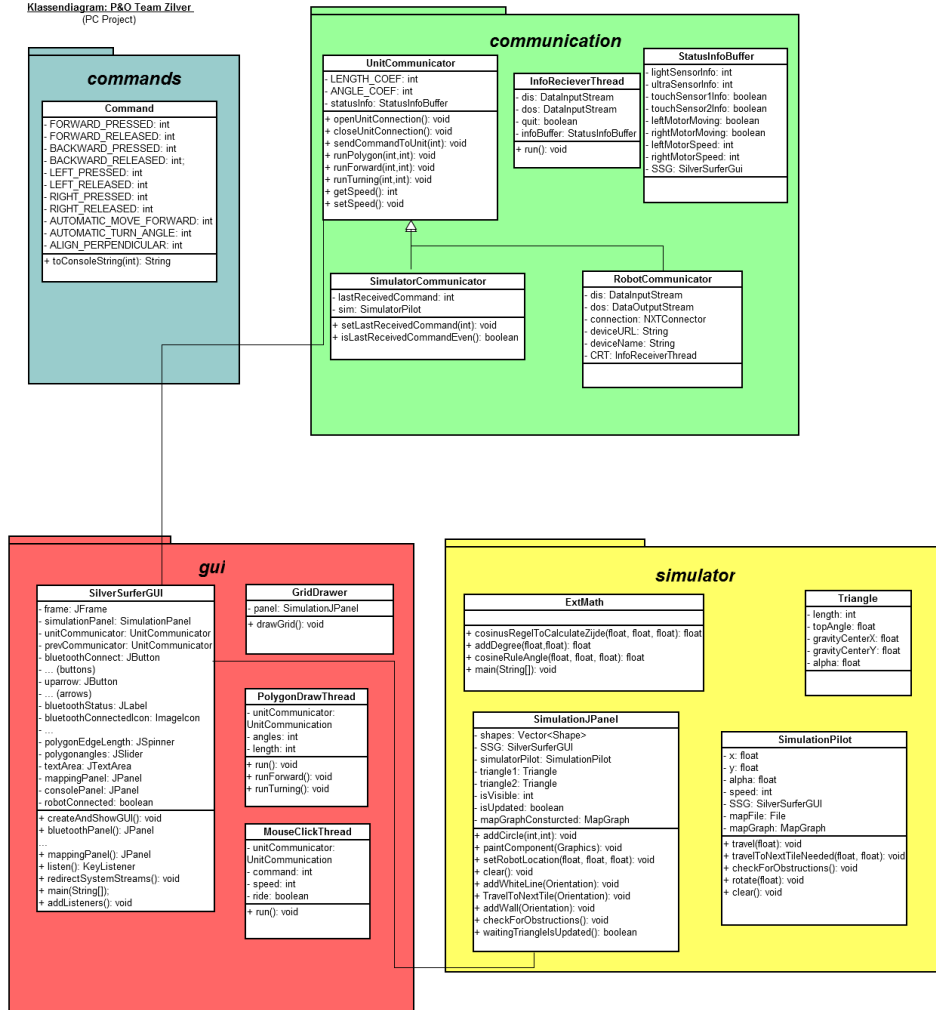 Klassendiagram: P&O Team Zilver
(PC Project)
commands
Command
- FORWARD_PRESSED: int
- FORWARD_RELEASED: int
- BACKWARD_PRESSED: int
- BACKWARD_RELEASED: int;
- LEFT_PRESSED: int
- LEFT_RELEASED: int
- RIGHT_PRESSED: int
- RIGHT_RELEASED: int
- AUTOMATIC_MOVE_FORWARD: int
- AUTOMATIC_TURN_ANGLE: int
- ALIGN_PERPENDICULAR: int
+ toConsoleString(int): String
communication
UnitCommunicator
- LENGTH_COEF: int
- ANGLE_COEF: int
- statusInfo: StatusInfoBuffer
+ openUnitConnection(): void
+ closeUnitConnection(): void
+ sendCommandToUnit(int): void
+ runPolygon(int,int): void
+ runForward(int,int): void
+ runTurning(int,int): void
+ getSpeed(): int
+ setSpeed(): void
InfoRecieverThread
- dis: DataInputStream
- dos: DataInputStream
- quit: boolean
- infoBuffer: StatusInfoBuffer
+ run(): void
StatusInfoBuffer
- lightSensorInfo: int
- ultraSensorInfo: int
- touchSensor1Info: boolean
- touchSensor2Info: boolean
- leftMotorMoving: boolean
- rightMotorMoving: boolean
- leftMotorSpeed: int
- rightMotorSpeed: int
- SSG: SilverSurferGui
SimulatorCommunicator
- lastReceivedCommand: int
- sim: SimulatorPilot
+ setLastReceivedCommand(int): void
+ isLastReceivedCommandEven(): boolean
RobotCommunicator
- dis: DataInputStream
- dos: DataOutputStream
- connection: NXTConnector
- deviceURL: String
- deviceName: String
- CRT: InfoReceiverThread
gui
SilverSurferGUI
- frame: JFrame
- simulationPanel: SimulationPanel
- unitCommunicator: UnitCommunicator
- prevCommunicator: UnitCommunicator
- bluetoothConnect: JButton
- ... (buttons)
- uparrow: JButton
- ... (arrows)
- bluetoothStatus: JLabel
- bluetoothConnectedIcon: ImageIcon
- ...
- polygonEdgeLength: JSpinner
- polygonangles: JSlider
- textArea: JTextArea
- mappingPanel: JPanel
- consolePanel: JPanel
- robotConnected: boolean
+ createAndShowGUI(): void
+ bluetoothPanel(): JPanel
...
+ mappingPanel(): JPanel
+ listen(): KeyListener
+ redirectSystemStreams(): void
+ main(String[]);
+ addListeners(): void
GridDrawer
- panel: SimulationJPanel
+ drawGrid(): void
PolygonDrawThread
- unitCommunicator:
UnitCommunication
- angles: int
- length: int
+ run(): void
+ runForward(): void
+ runTurning(): void
MouseClickThread
- unitCommunicator:
UnitCommunication
- command: int
- speed: int
- ride: boolean
+ run(): void
simulator
ExtMath
+ cosinusRegelToCalculateZijde(float, float, float): float
+ addDegree(float,float): float
+ cosineRuleAngle(float, float, float): float
+ main(String[]): void
Triangle
- length: int
- topAngle: float
- gravityCenterX: float
- gravityCenterY: float
- alpha: float
SimulationJPanel
- shapes: Vector<Shape>
- SSG: SilverSurferGUI
- simulatorPilot: SimulationPilot
- triangle1: Triangle
- triangle2: Triangle
- isVisible: int
- isUpdated: boolean
- mapGraphConsturcted: MapGraph
+ addCircle(int,int): void
+ paintComponent(Graphics): void
+ setRobotLocation(float, float, float): void
+ clear(): void
+ addWhiteLine(Orientation): void
+ TravelToNextTile(Orientation): void
+ addWall(Orientation): void
+ checkForObstructions(): void
+ waitingTriangleIsUpdated(): boolean
SimulationPilot
- x: float
- y: float
- alpha: float
- speed: int
- SSG: SilverSurferGUI
- mapFile: File
- mapGraph: MapGraph
+ travel(float): void
+ travelToNextTileNeeded(float, float): void
+ checkForObstructions(): void
+ rotate(float): void
+ clear(): void